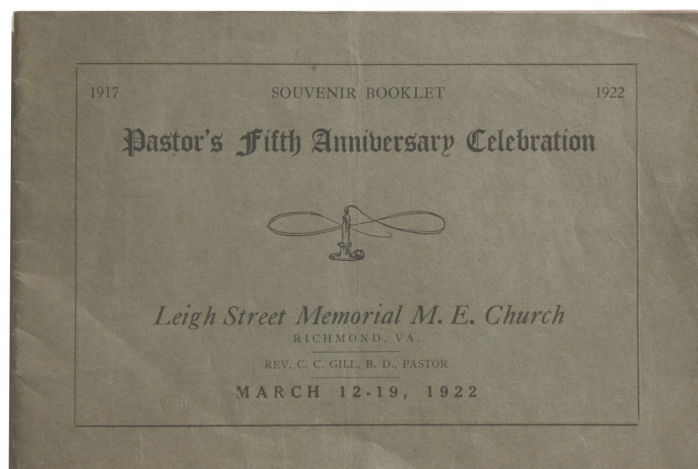 1917 SOUVENIR BOOKLET 1922
Pastor's Fifth Anniversary Celebration
Leigh Street Memorial M. E. Church
RICHMOND, VA.
REV. C. C. GILL, B. D., PASTOR
MARCH 12-19, 1922